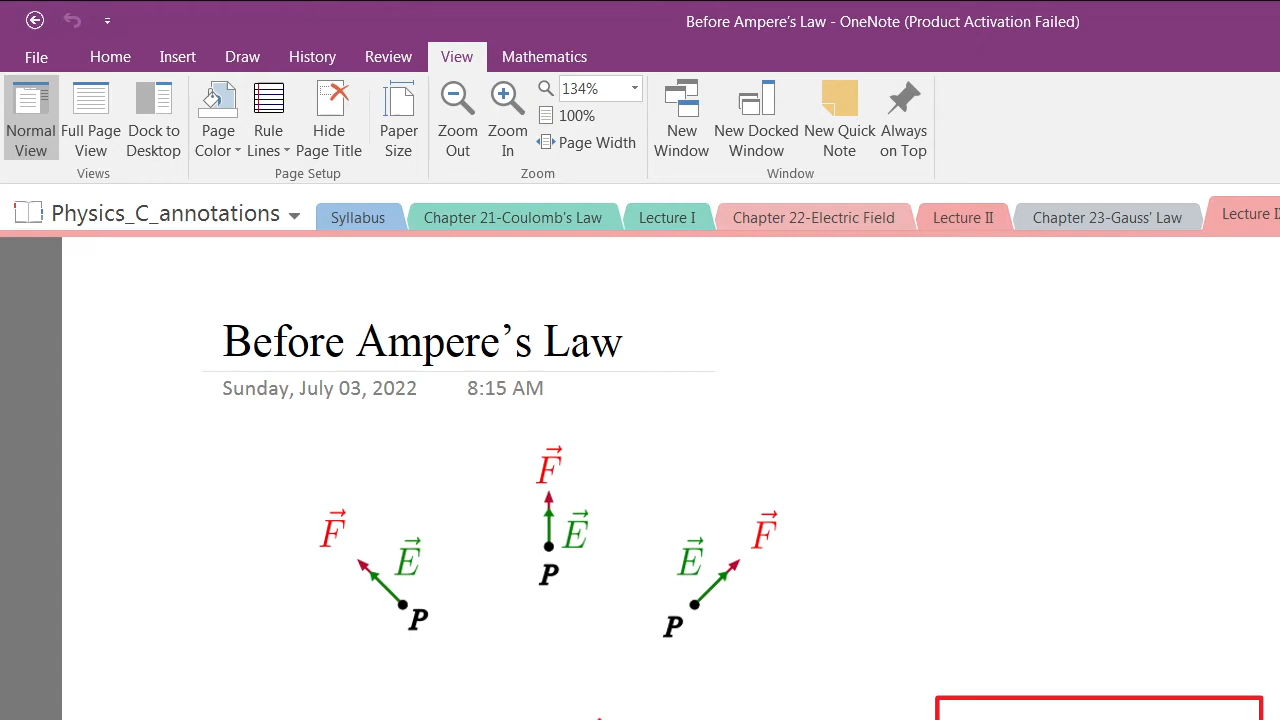 Before Ampere's Law - OneNote (Product Activation Failed)
File Home Insert Draw History Review View Mathematics
Normal View
Full Page View
Dock to Desktop
Views
Page Color
Rule Lines
Hide Page Title
Paper Size
Page Setup
Zoom Out
Zoom In
134%
100%
Page Width
Zoom
New Window
New Docked Window
New Quick Note
Always on Top
Window
Physics_C_annotations
Syllabus
Chapter 21-Coulomb's Law
Lecture I
Chapter 22-Electric Field
Lecture II
Chapter 23-Gauss' Law
Lecture
Before Ampere’s Law
Sunday, July 03, 2022 8:15 AM
F⃗
E⃗
P
F⃗
E⃗
P
E⃗
F⃗
P